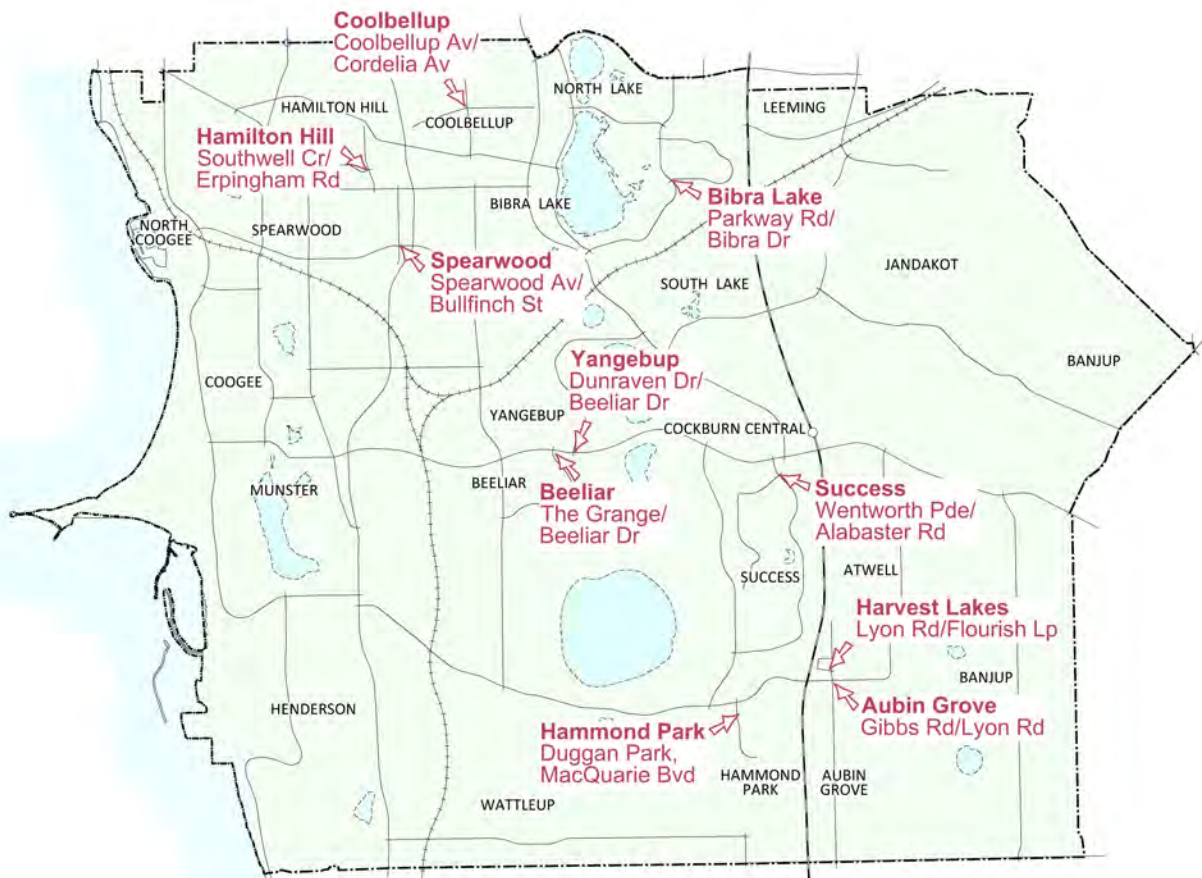 Coolbellup
Coolbellup Av/
Cordelia Av
NORTH LAKE
HAMILTON HILL
LEEMING
COOLBELLUP
Hamilton Hill
Southwell Cr/
Erpingham Rd
Bibra Lake
Parkway Rd/
Bibra Dr
BIBRA LAKE
NORTH
COOGEE
SPEARWOOD
Spearwood
Spearwood Av/
Bullfinch St
JANDAKOT
SOUTH LAKE
Yangebup
Dunraven Dr/
Beeliar Dr
BANJUP
COOGEE
YANGEBUP
COCKBURN CENTRAL
BEELIAR
MUNSTER
Beeliar
The Grange/
Beeliar Dr
Success
Wentworth Pde/
Alabaster Rd
SUCCESS
ATWELL
Harvest Lakes
Lyon Rd/Flourish Lp
BANJUP
HENDERSON
Aubin Grove
Gibbs Rd/Lyon Rd
Hammond Park
Duggan Park,
MacQuarie Bvd
HAMMOND
PARK
AUBIN
GROVE
WATTLEUP